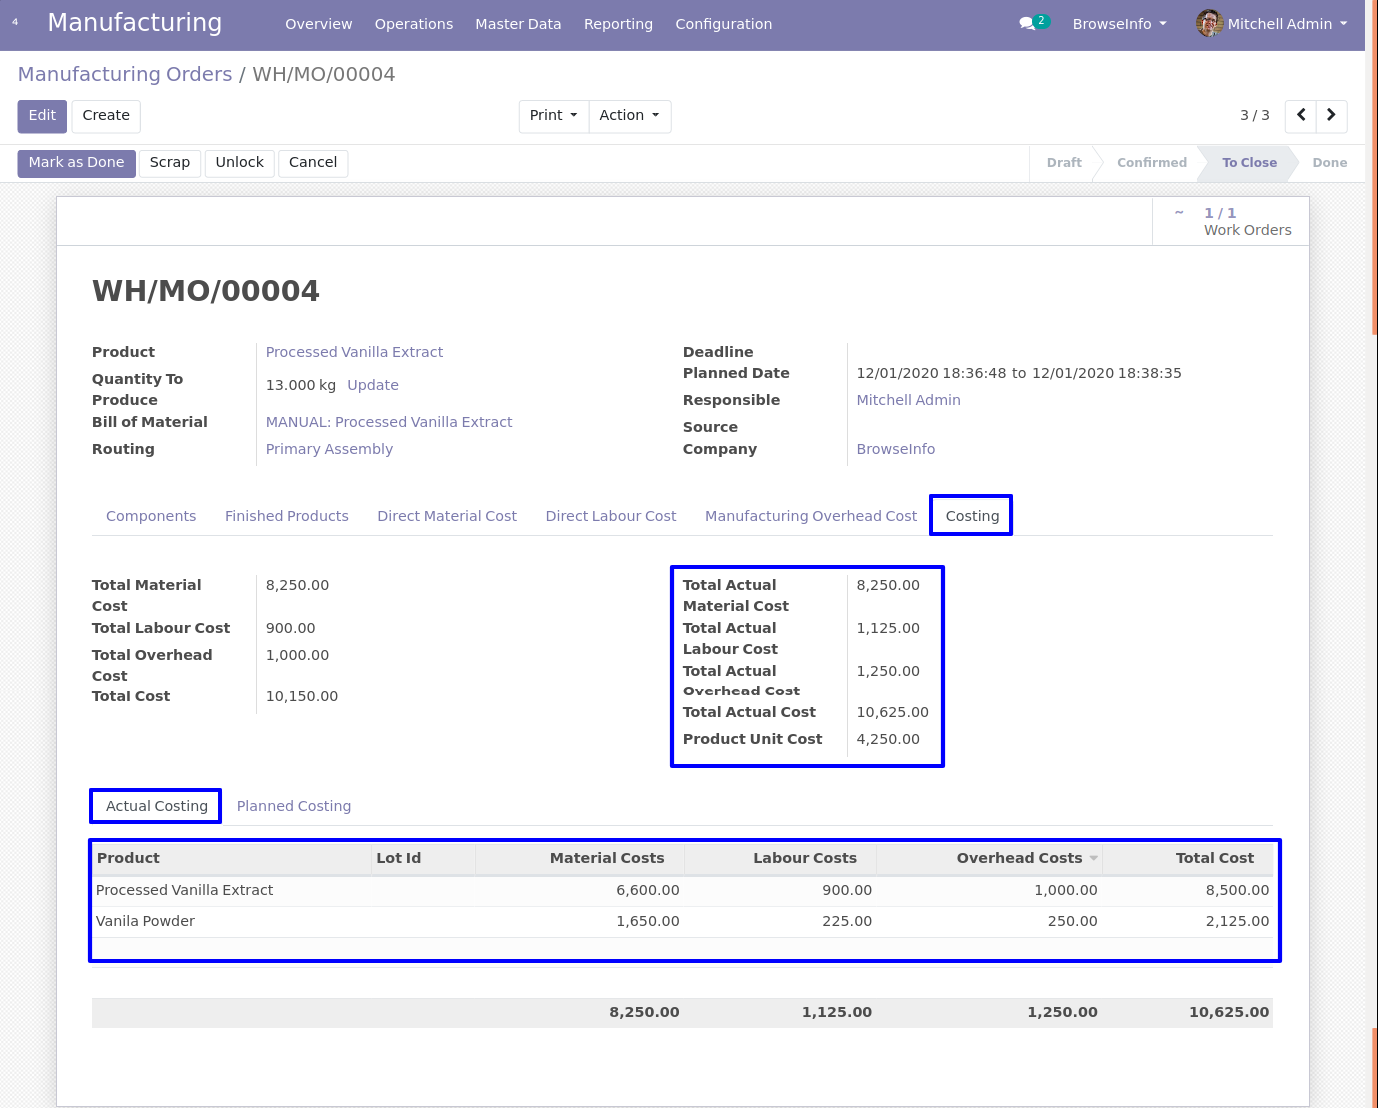 4 Manufacturing Overview Operations Master Data Reporting Configuration 2 BrowseInfo Mitchell Admin
Manufacturing Orders / WH/MO/00004
Edit Create Print Action 3 / 3
Mark as Done Scrap Unlock Cancel Draft Confirmed To Close Done
1 / 1
Work Orders
WH/MO/00004
Product Processed Vanilla Extract
Quantity To Produce 13.000 kg Update
Bill of Material MANUAL: Processed Vanilla Extract
Routing Primary Assembly
Deadline
Planned Date 12/01/2020 18:36:48 to 12/01/2020 18:38:35
Responsible Mitchell Admin
Source
Company BrowseInfo
Components Finished Products Direct Material Cost Direct Labour Cost Manufacturing Overhead Cost Costing
Total Material Cost 8,250.00
Total Labour Cost 900.00
Total Overhead Cost 1,000.00
Total Cost 10,150.00
Total Actual Material Cost 8,250.00
Total Actual Labour Cost 1,125.00
Total Actual Overhead Cost 1,250.00
Total Actual Cost 10,625.00
Product Unit Cost 4,250.00
Actual Costing Planned Costing
Product Lot Id Material Costs Labour Costs Overhead Costs Total Cost
Processed Vanilla Extract 6,600.00 900.00 1,000.00 8,500.00
Vanila Powder 1,650.00 225.00 250.00 2,125.00
8,250.00 1,125.00 1,250.00 10,625.00